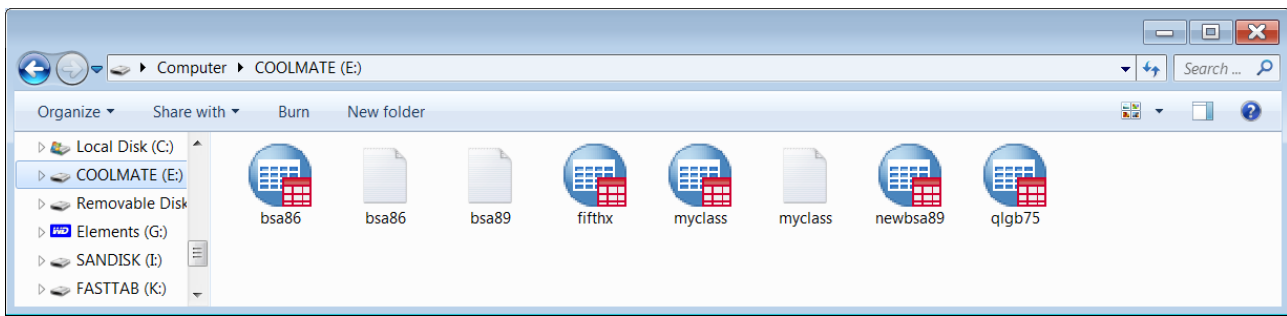 Computer COOLMATE (E:) Search ...
Organize Share with Burn New folder
Local Disk (C:)
COOLMATE (E:)
Removable Disk
Elements (G:)
SANDISK (I:)
FASTTAB (K:)
bsa86 bsa86 bsa89 fifthx myclass myclass newbsa89 qlgb75